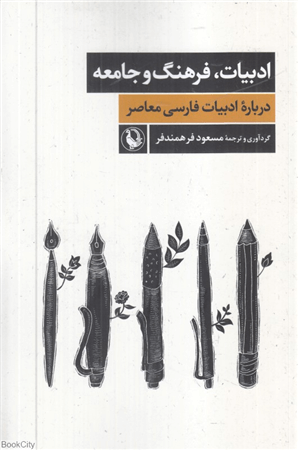 ادبیات، فرهنگ و جامعه
دربارهٔ ادبیات فارسی معاصر
گردآوری و ترجمهٔ مسعود فرهمندفر
BookCity